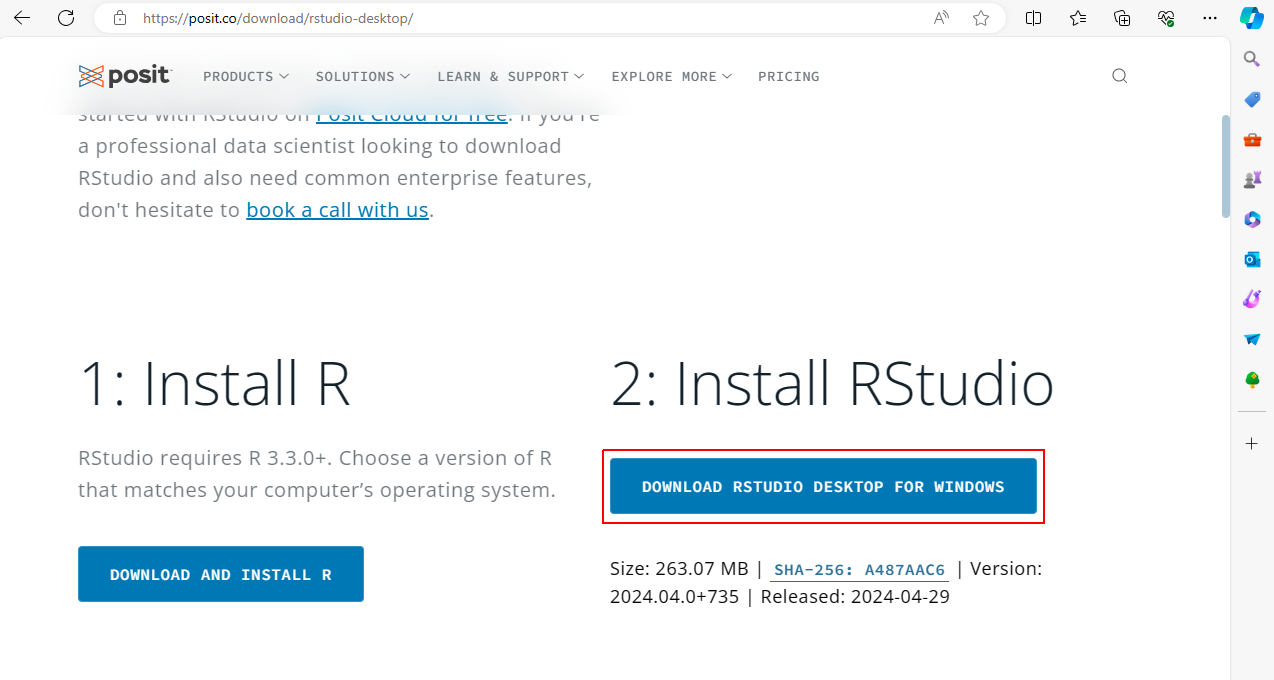 https://posit.co/download/rstudio-desktop/
posit
PRODUCTS
SOLUTIONS
LEARN & SUPPORT
EXPLORE MORE
PRICING
started with RStudio on Posit Cloud for free. If you're
a professional data scientist looking to download
RStudio and also need common enterprise features,
don't hesitate to book a call with us.
1: Install R
RStudio requires R 3.3.0+. Choose a version of R
that matches your computer’s operating system.
DOWNLOAD AND INSTALL R
2: Install RStudio
DOWNLOAD RSTUDIO DESKTOP FOR WINDOWS
Size: 263.07 MB | SHA-256: A487AAC6 | Version:
2024.04.0+735 | Released: 2024-04-29